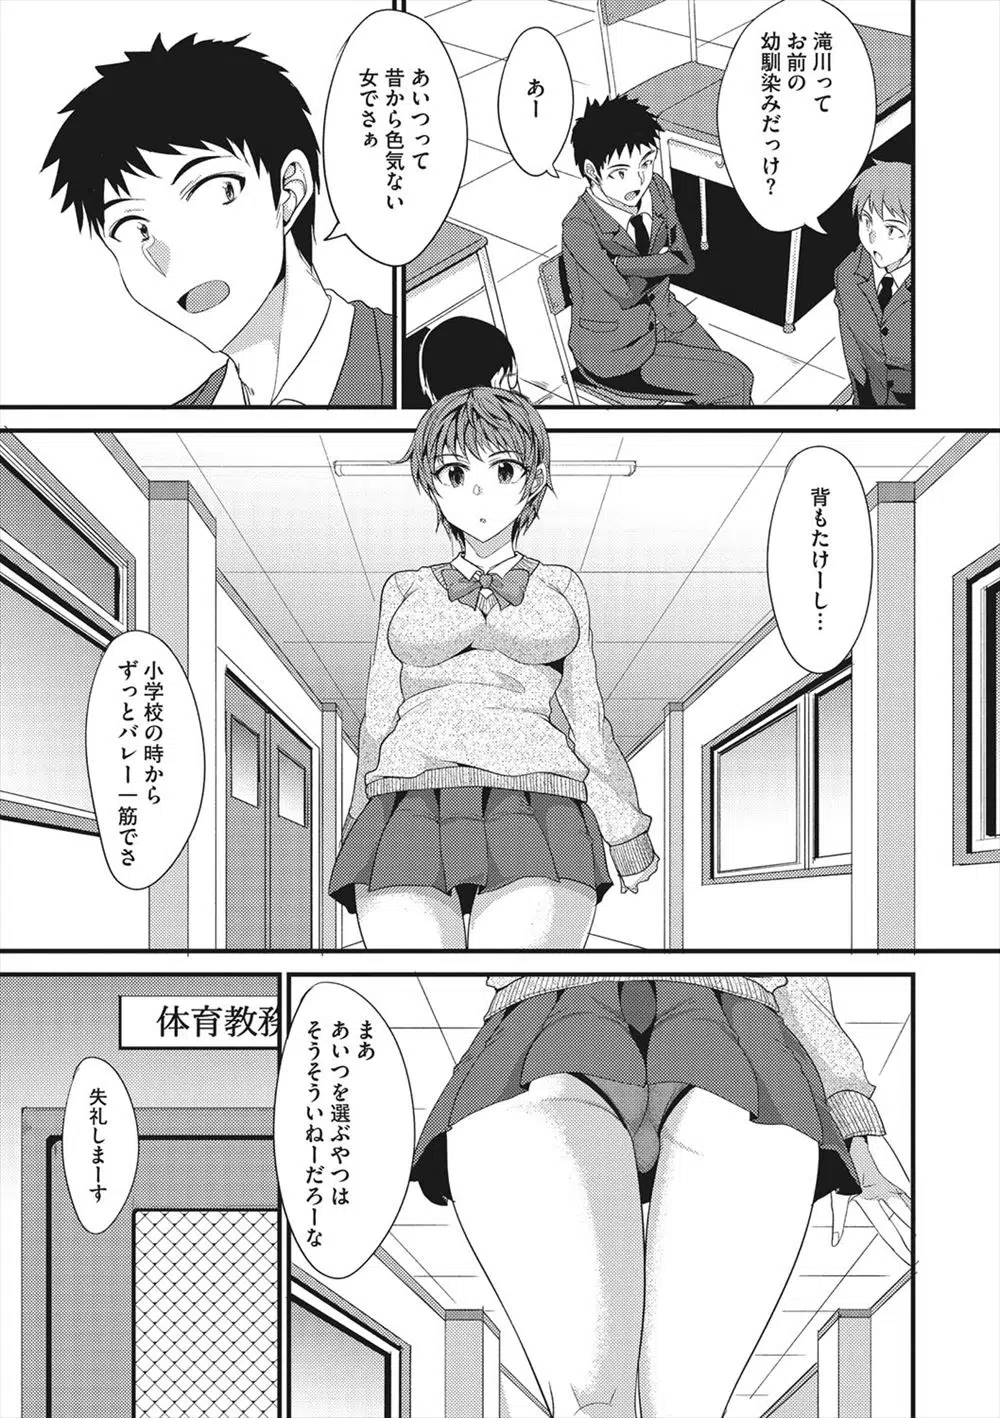 滝川って
お前の
幼馴染みだっけ？
あー
あいつって
昔から色気ない
女でさぁ
背もたけーし…
小学校の時から
ずっとバレー一筋でさ
まあ
あいつを選ぶやつは
そうそういねーだろーな
体育教務
失礼しまーす